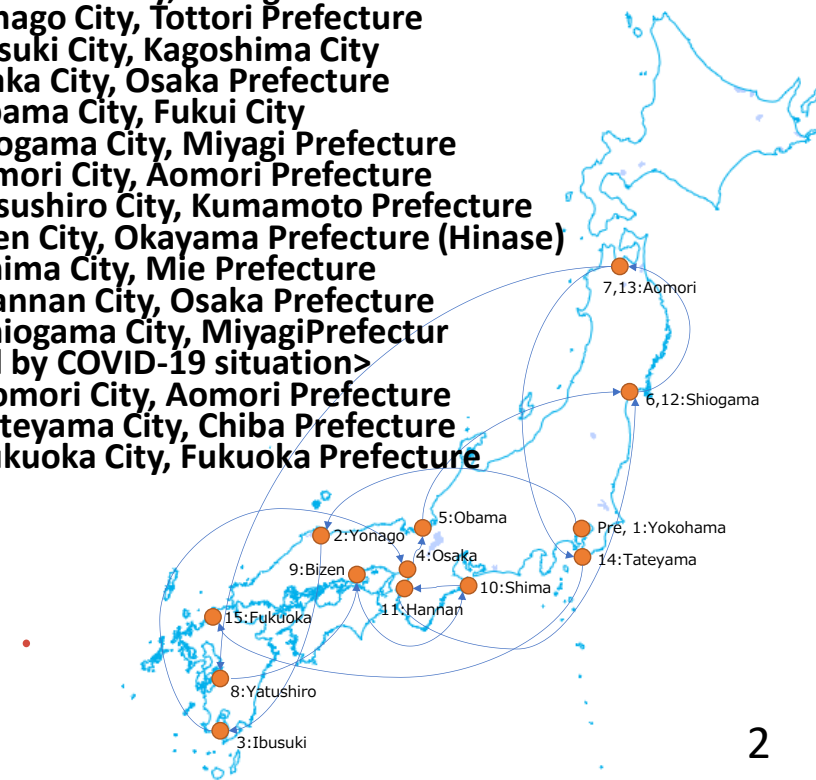 nago City, Tottori Prefecture
suki City, Kagoshima City
aka City, Osaka Prefecture
bama City, Fukui City
ogama City, Miyagi Prefecture
mori City, Aomori Prefecture
sushiro City, Kumamoto Prefecture
en City, Okayama Prefecture (Hinase)
hima City, Mie Prefecture
annan City, Osaka Prefecture
hiogama City, MiyagiPrefectur
d by COVID-19 situation>
omori City, Aomori Prefecture
teyama City, Chiba Prefecture
ukuoka City, Fukuoka Prefecture
7,13:Aomori
6,12:Shiogama
5:Obama
Pre, 1:Yokohama
2:Yonago
4:Osaka
14:Tateyama
9:Bizen
10:Shima
11:Hannan
15:Fukuoka
8:Yatushiro
3:Ibusuki
2